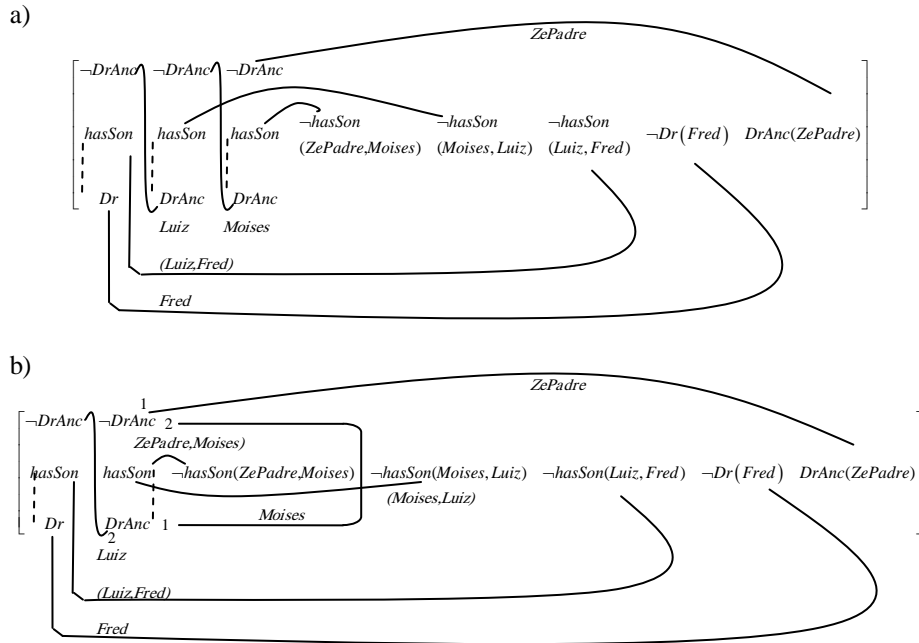 a)
ZePadre
¬DrAnc ¬DrAnc ¬DrAnc
hasSon hasSon hasSon ¬hasSon ¬hasSon ¬hasSon ¬Dr(Fred) DrAnc(ZePadre)
(ZePadre,Moises) (Moises,Luiz) (Luiz,Fred)
Dr DrAnc DrAnc
Luiz Moises
(Luiz,Fred)
Fred
b)
ZePadre
1
¬DrAnc ¬DrAnc 2
ZePadre,Moises)
hasSon hasSon ¬hasSon(ZePadre,Moises) ¬hasSon(Moises,Luiz) ¬hasSon(Luiz,Fred) ¬Dr(Fred) DrAnc(ZePadre)
(Moises,Luiz)
Moises
Dr DrAnc 1
2
Luiz
(Luiz,Fred)
Fred